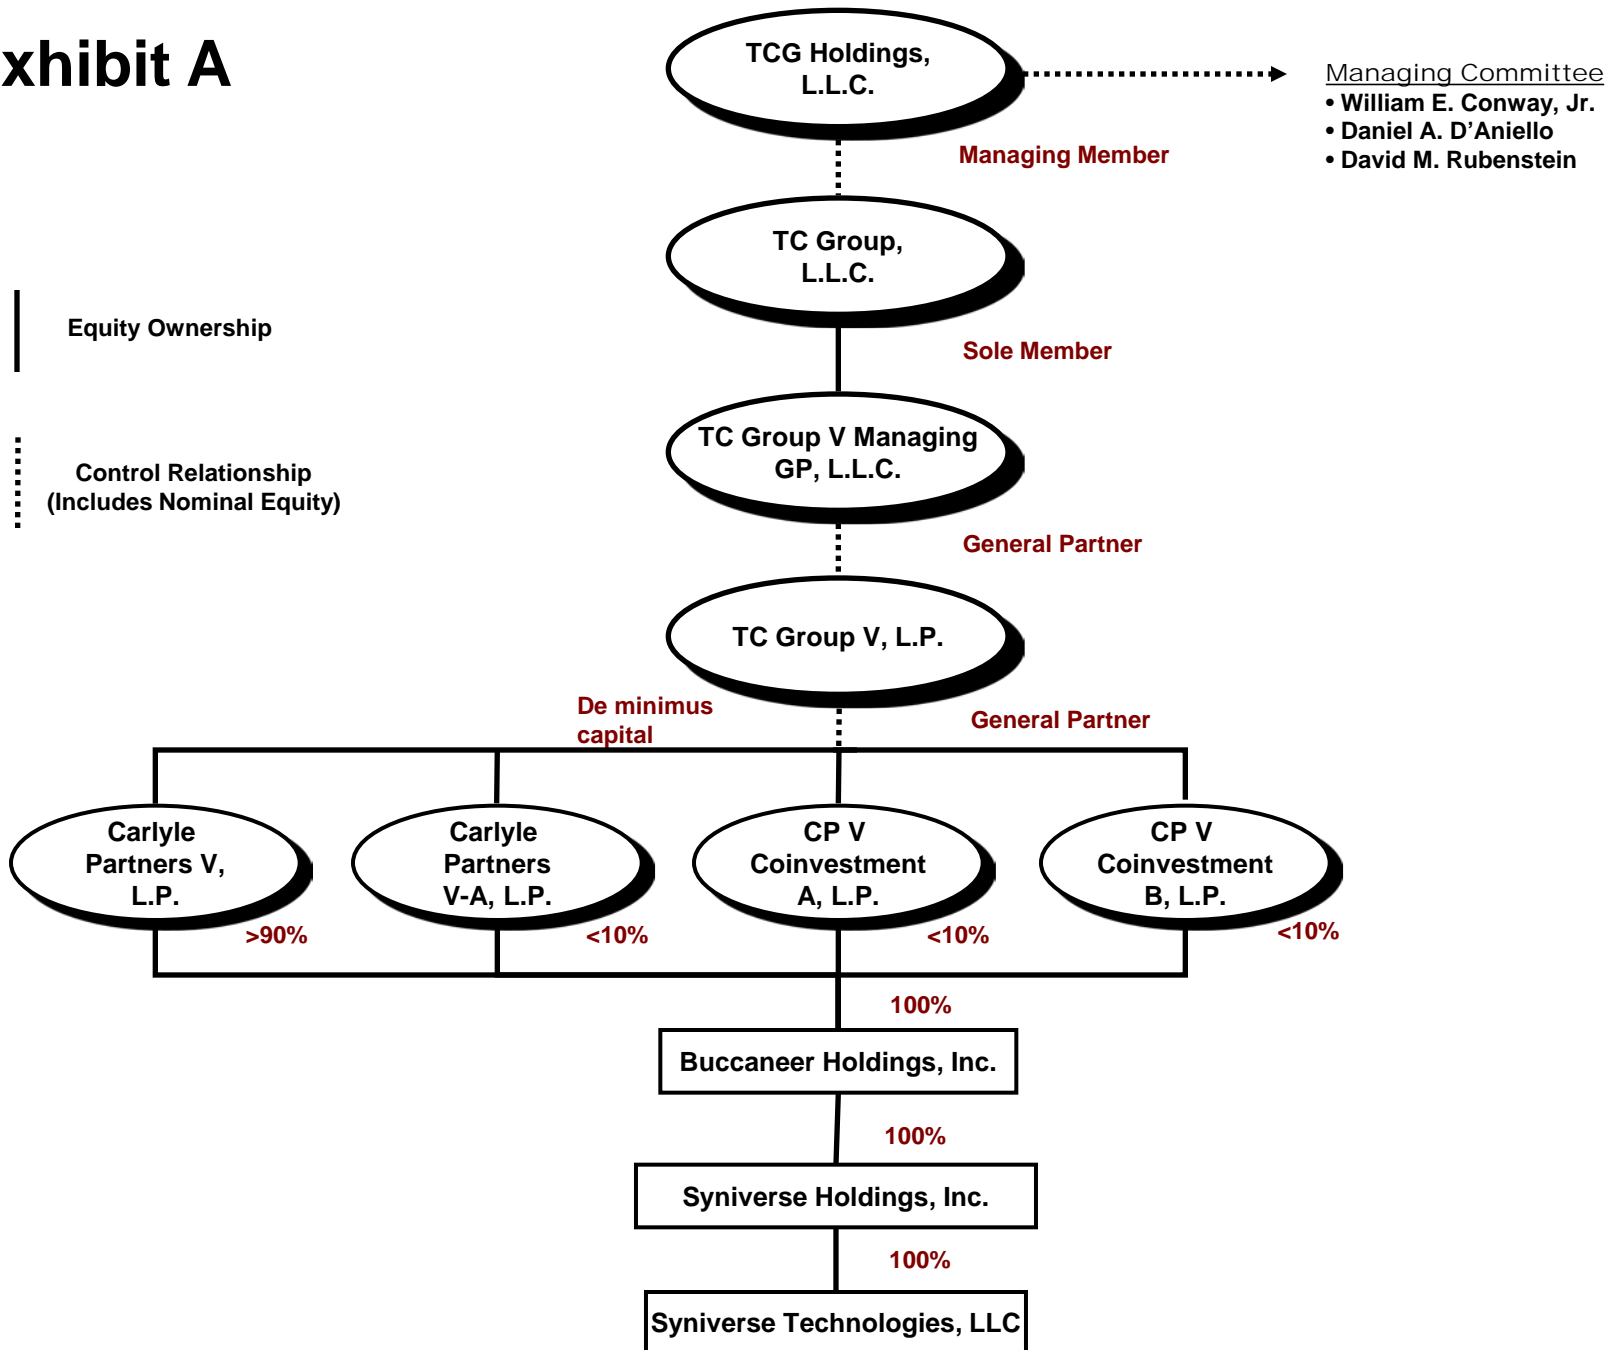 xhibit A
TCG Holdings,
L.L.C.
Managing Committee
• William E. Conway, Jr.
• Daniel A. D’Aniello
• David M. Rubenstein
Managing Member
TC Group,
L.L.C.
Equity Ownership
Sole Member
TC Group V Managing
GP, L.L.C.
Control Relationship
(Includes Nominal Equity)
General Partner
TC Group V, L.P.
De minimus
capital
General Partner
Carlyle
Partners V,
L.P.
Carlyle
Partners
V-A, L.P.
CP V
Coinvestment
A, L.P.
CP V
Coinvestment
B, L.P.
>90%
<10%
<10%
<10%
100%
Buccaneer Holdings, Inc.
100%
Syniverse Holdings, Inc.
100%
Syniverse Technologies, LLC